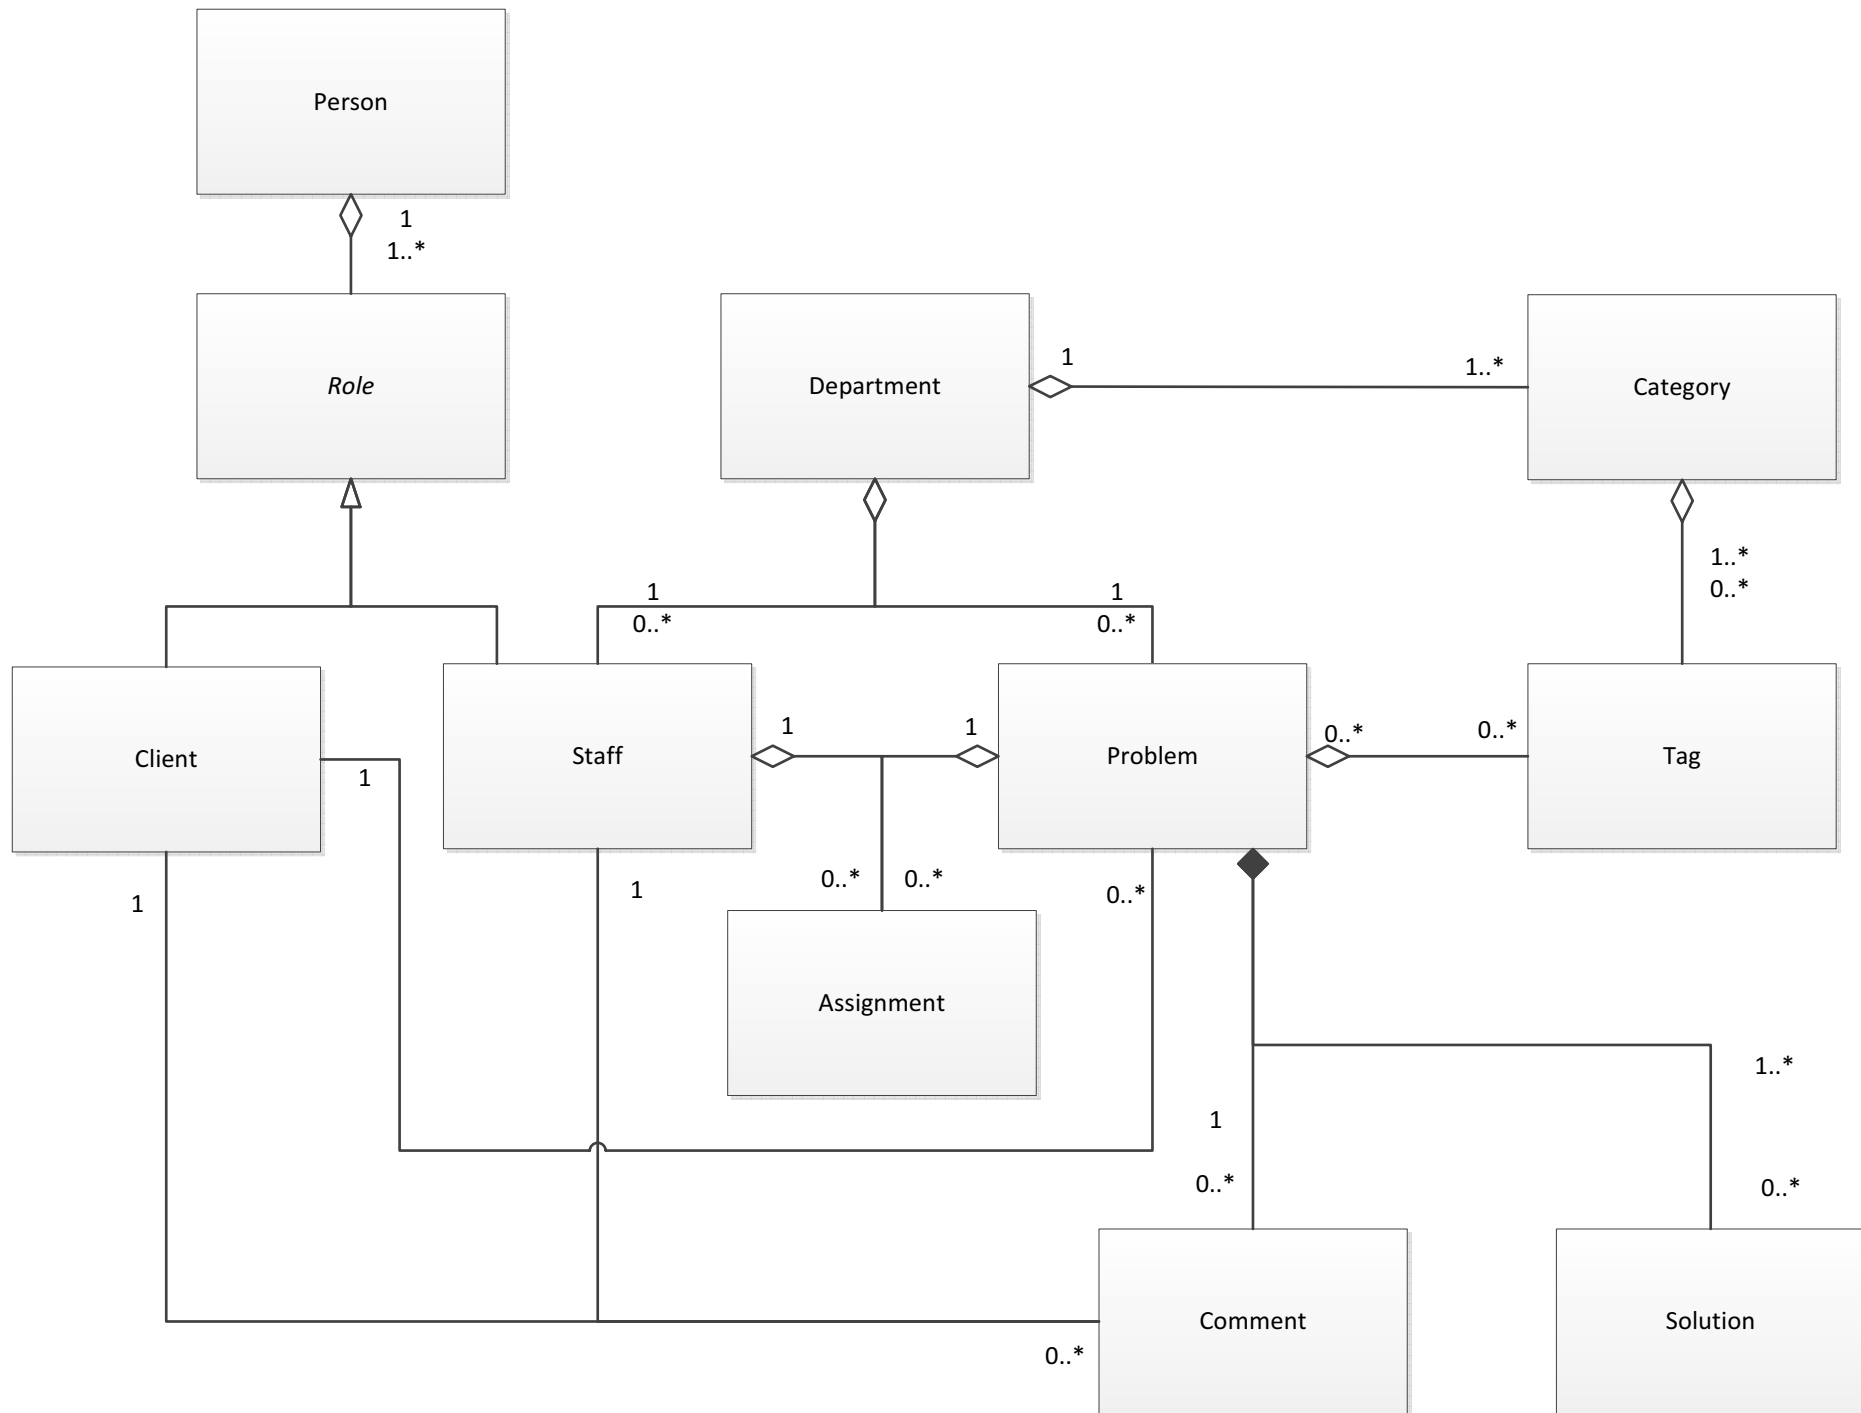 Person
1
1..*
Role
Department
1
1..*
Category
1..*
0..*
1
0..*
1
0..*
Client
1
Staff
1
1
Problem
0..*
0..*
Tag
1
1
0..*
0..*
0..*
Assignment
1..*
1
0..*
0..*
Comment
0..*
Solution